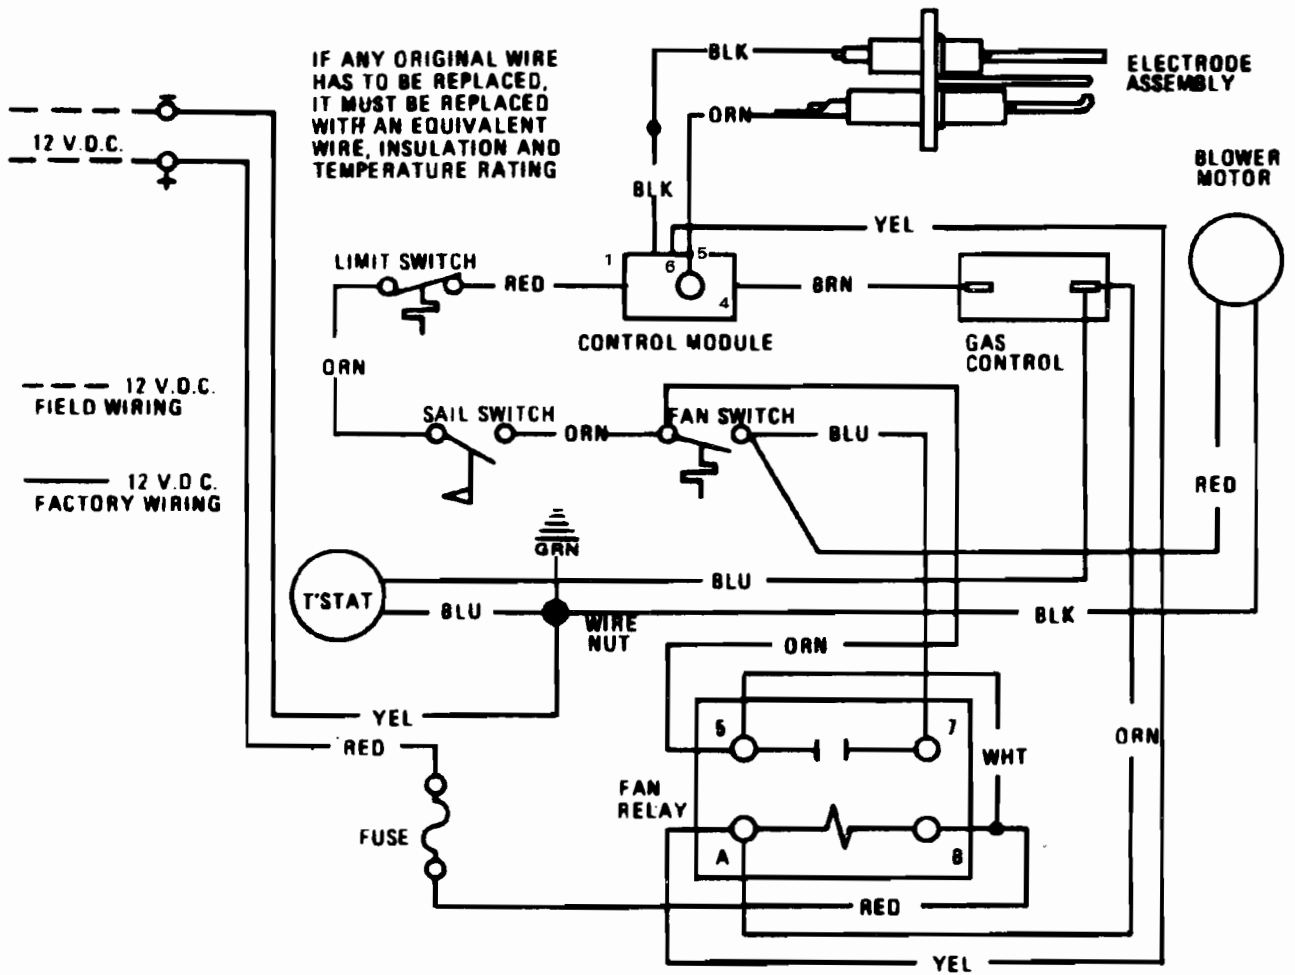 IF ANY ORIGINAL WIRE
HAS TO BE REPLACED,
IT MUST BE REPLACED
WITH AN EQUIVALENT
WIRE, INSULATION AND
TEMPERATURE RATING
BLK
ELECTRODE
ASSEMBLY
ORN
12 V.D.C.
BLOWER
MOTOR
BLK
YEL
1
6
5
4
LIMIT SWITCH
RED
BRN
CONTROL MODULE
GAS
CONTROL
ORN
12 V.D.C.
FIELD WIRING
SAIL SWITCH
FAN SWITCH
ORN
BLU
12 V.D C.
FACTORY WIRING
RED
GRN
BLU
T'STAT
BLU
WIRE
NUT
BLK
ORN
YEL
5
7
RED
WHT
ORN
FAN
RELAY
FUSE
A
B
RED
YEL